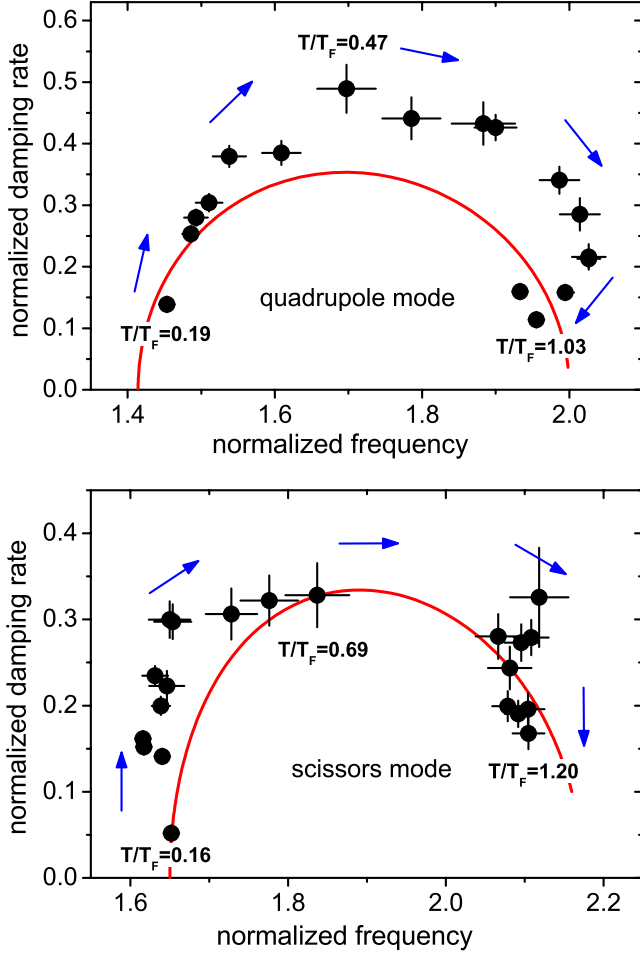 0.6
0.5
0.4
0.3
0.2
0.1
0.0
normalized damping rate
T/T_F=0.47
quadrupole mode
T/T_F=0.19
T/T_F=1.03
1.4 1.6 1.8 2.0
normalized frequency
0.4
0.3
0.2
0.1
0.0
normalized damping rate
T/T_F=0.69
scissors mode
T/T_F=1.20
T/T_F=0.16
1.6 1.8 2.0 2.2
normalized frequency